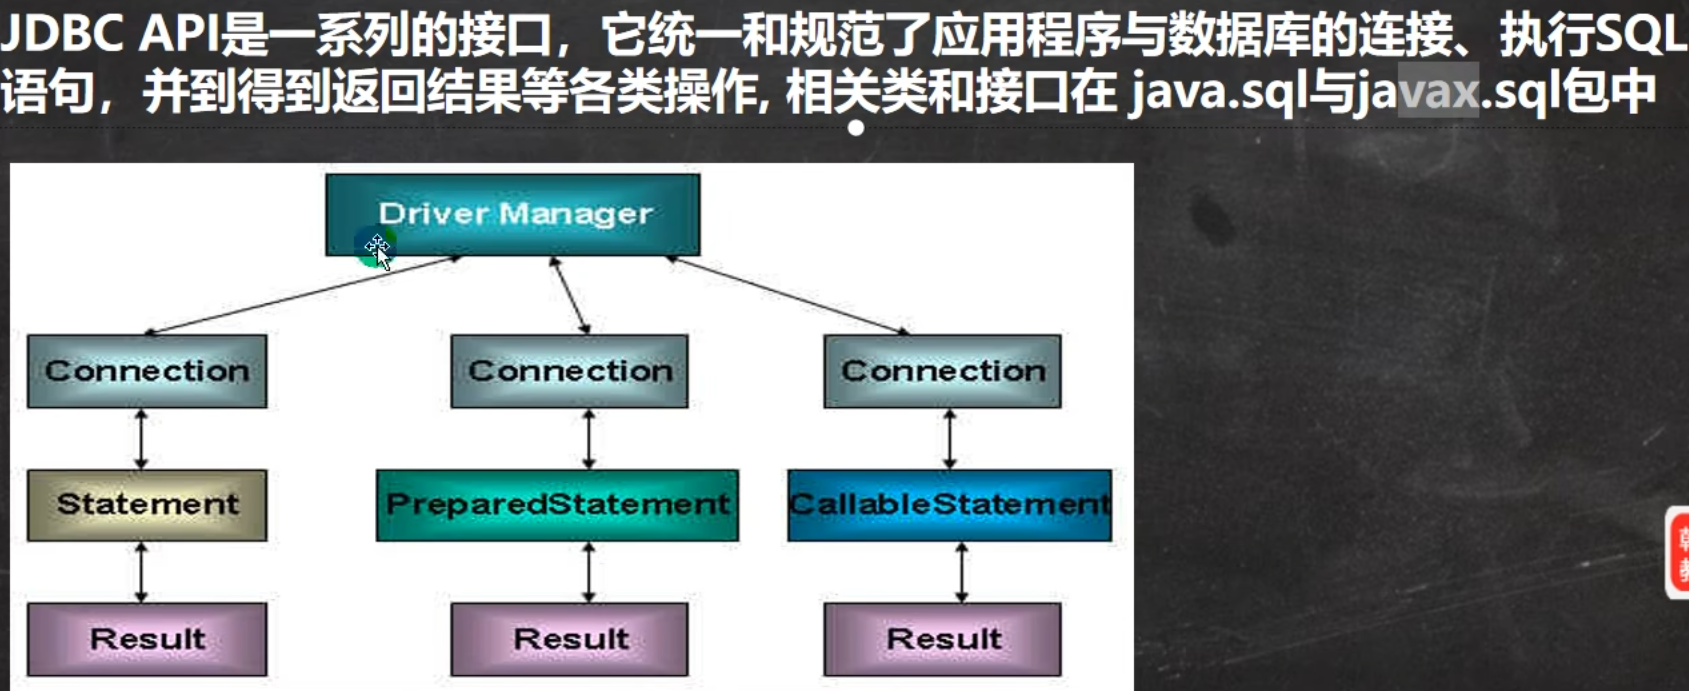 JDBC API是一系列的接口，它统一和规范了应用程序与数据库的连接、执行SQL
语句，并到得到返回结果等各类操作, 相关类和接口在 java.sql与javax.sql包中
Driver Manager
Connection
Connection
Connection
Statement
PreparedStatement
CallableStatement
Result
Result
Result